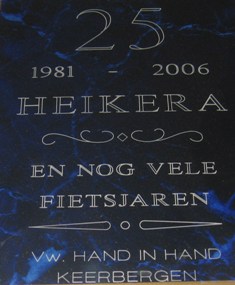 25
1981 - 2006
HEIKERA
EN NOG VELE
FIETSJAREN
Vw. HAND IN HAND
KEERBERGEN